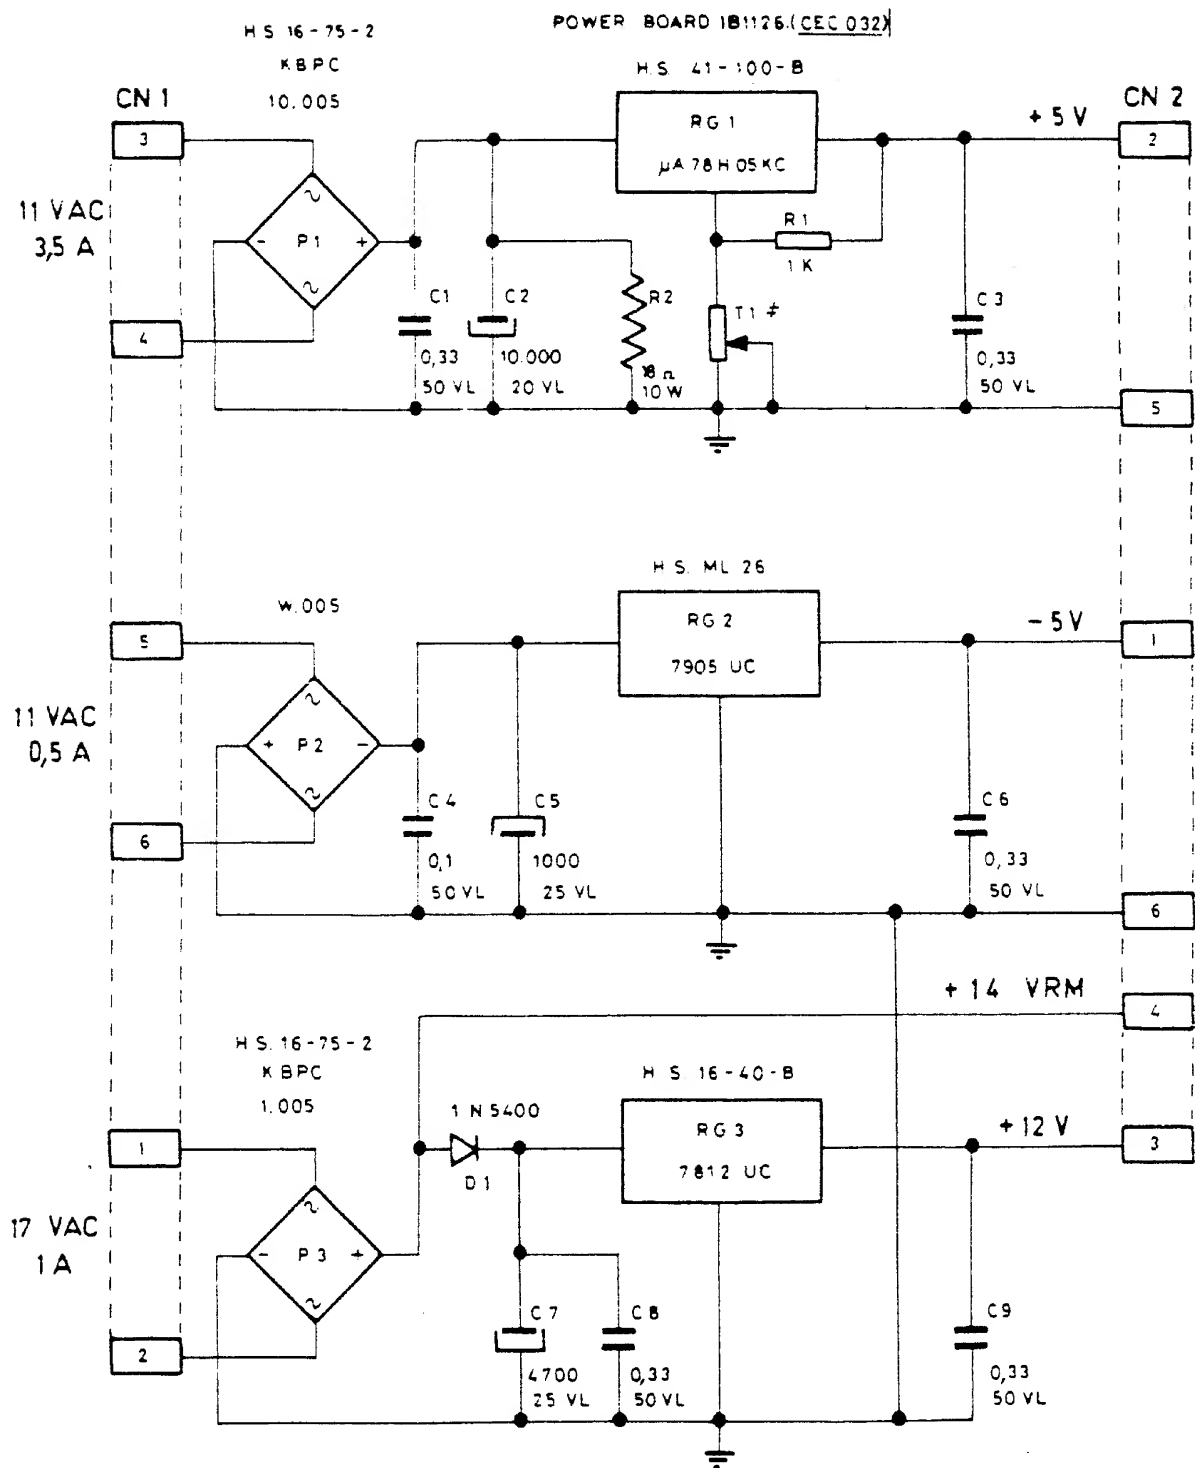 POWER BOARD 1B1126.(CEC 032)
H.S. 16-75-2
KBPC
10.005
H.S. 41-100-B
CN 1
CN 2
3
RG 1
µA 78H 05KC
+ 5 V
2
11 VAC
3,5 A
~
- P1 +
~
R1
1 K
4
C1
0,33
50 VL
C2
10.000
20 VL
R2
10 W
T1 #
C3
0,33
50 VL
5
H.S. ML 26
W.005
5
RG 2
7905 UC
- 5 V
1
11 VAC
0,5 A
~
+ P2 -
~
6
C4
0,1
50 VL
C5
1000
25 VL
C6
0,33
50 VL
6
+ 14 VRM
4
H.S. 16-75-2
KBPC
1.005
H.S. 16-40-B
1 N 5400
D1
1
RG 3
7812 UC
+ 12 V
3
17 VAC
1 A
~
- P3 +
~
2
C7
4700
25 VL
C8
0,33
50 VL
C9
0,33
50 VL